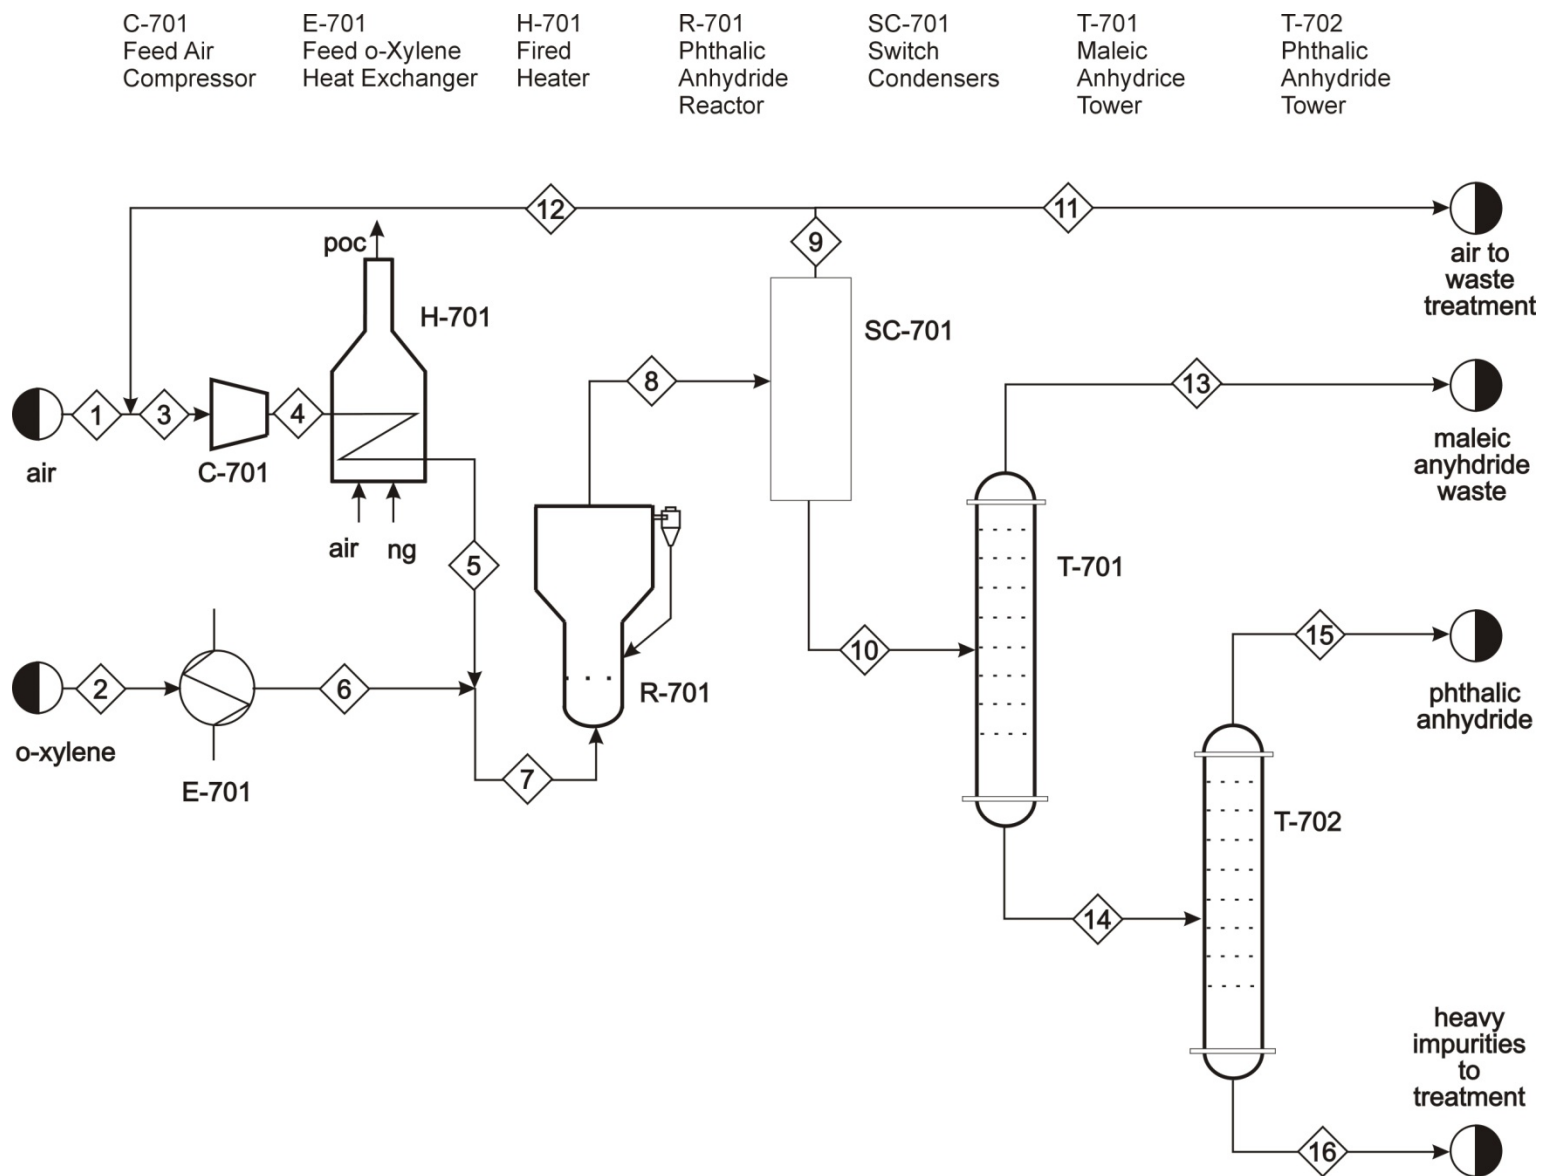 C-701
Feed Air
Compressor
E-701
Feed o-Xylene
Heat Exchanger
H-701
Fired
Heater
R-701
Phthalic
Anhydride
Reactor
SC-701
Switch
Condensers
T-701
Maleic
Anhydrice
Tower
T-702
Phthalic
Anhydride
Tower
12
11
9
poc
air to
waste
treatment
H-701
SC-701
8
13
1
3
4
maleic
anyhdride
waste
air
C-701
air
ng
5
T-701
10
15
2
6
R-701
phthalic
anhydride
o-xylene
E-701
7
T-702
14
heavy
impurities
to
treatment
16